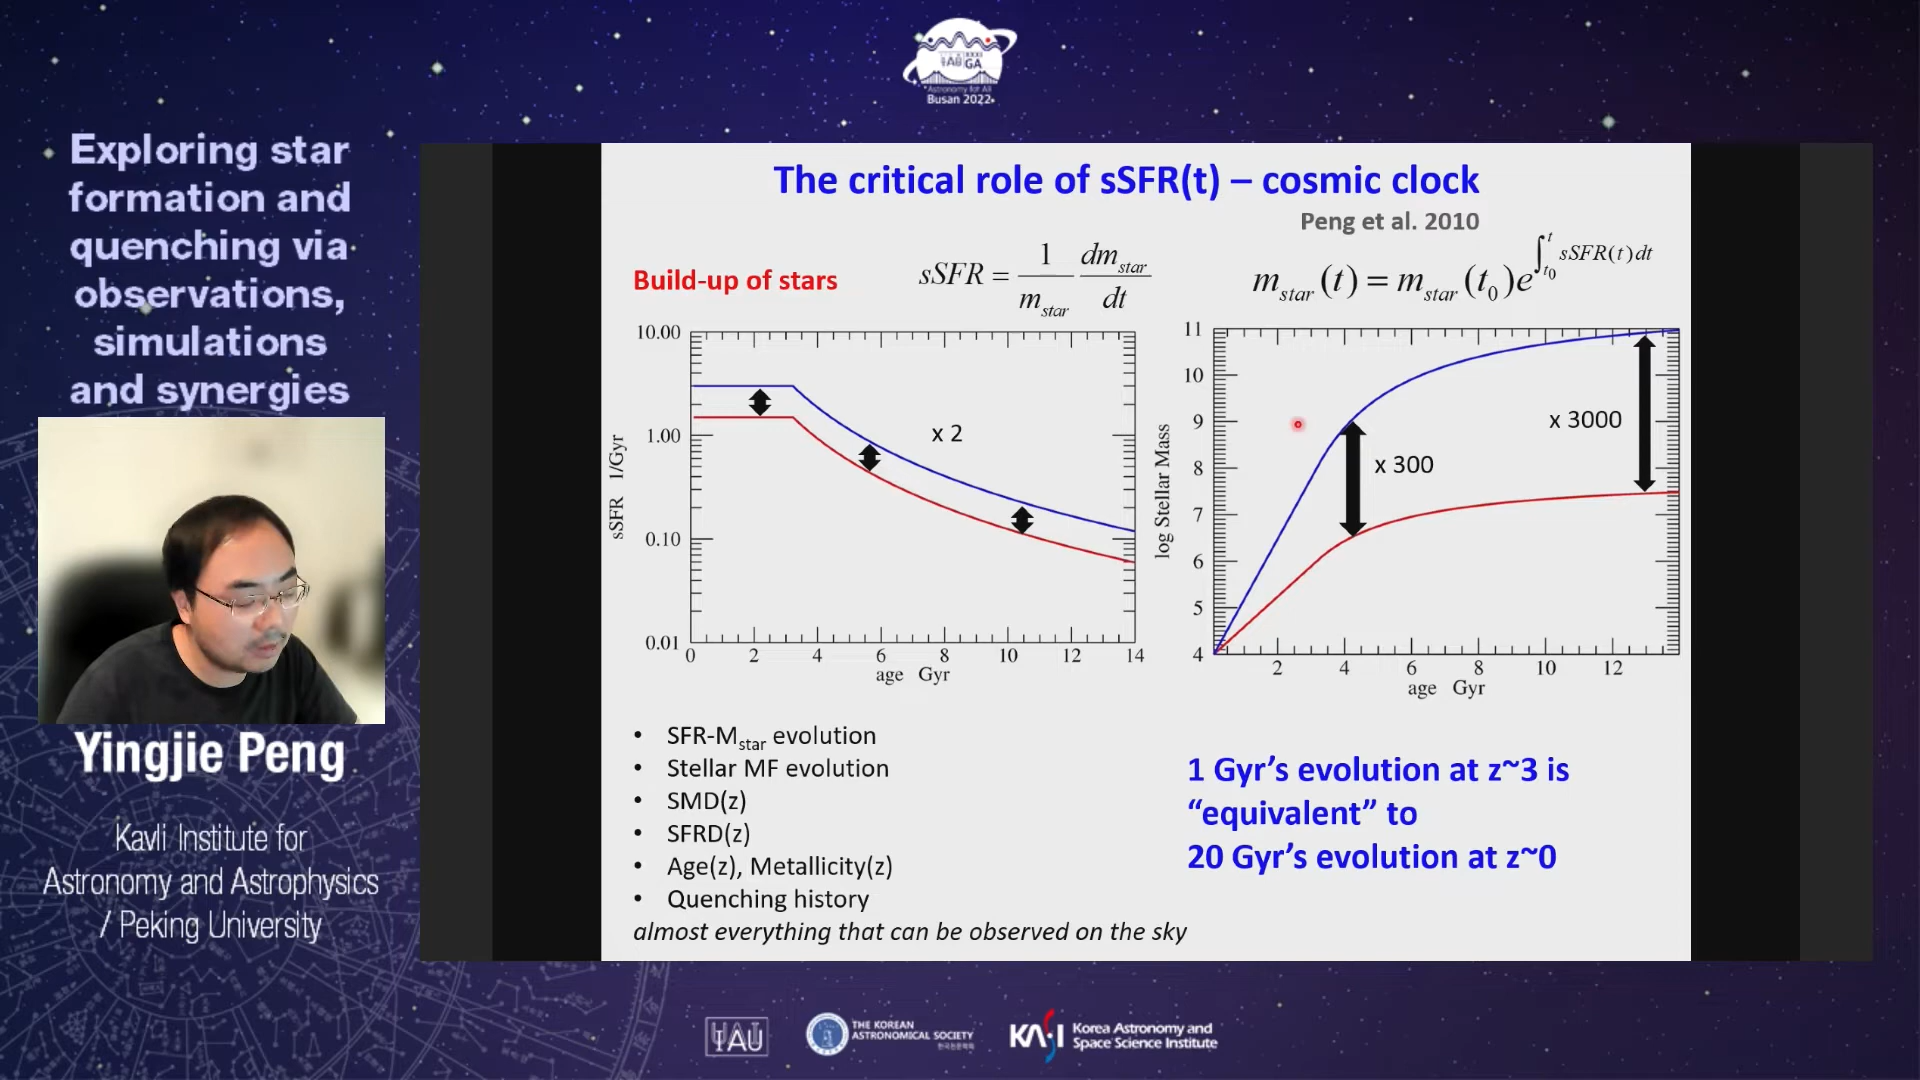 IAU GA
Astronomy for All
Busan 2022
Exploring star
formation and
quenching via
observations,
simulations
and synergies
Yingjie Peng
Kavli Institute for
Astronomy and Astrophysics
/ Peking University
The critical role of sSFR(t) – cosmic clock
Peng et al. 2010
Build-up of stars
sSFR = 1/m_star dm_star/dt
m_star(t) = m_star(t₀)e^∫_t₀^t sSFR(t)dt
10.00
1.00
0.10
0.01
sSFR 1/Gyr
x 2
0 2 4 6 8 10 12 14
age Gyr
11
10
9
8
7
6
5
4
log Stellar Mass
x 300
x 3000
2 4 6 8 10 12
age Gyr
• SFR-M_star evolution
• Stellar MF evolution
• SMD(z)
• SFRD(z)
• Age(z), Metallicity(z)
• Quenching history
almost everything that can be observed on the sky
1 Gyr’s evolution at z~3 is
“equivalent” to
20 Gyr’s evolution at z~0
IAU
THE KOREAN
ASTRONOMICAL SOCIETY
KASI
Korea Astronomy and
Space Science Institute